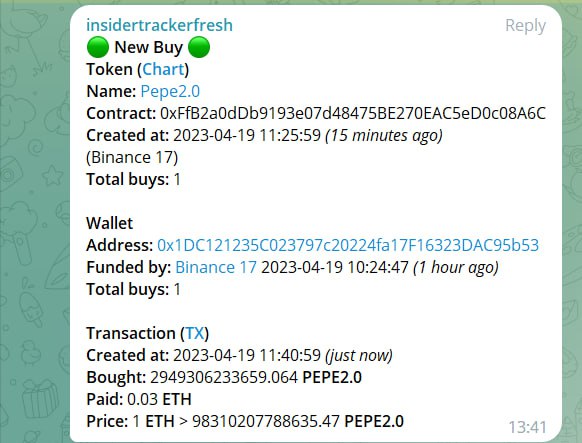 insidertrackerfresh Reply
🟢 New Buy 🟢
Token (Chart)
Name: Pepe2.0
Contract: 0xFfB2a0dDb9193e07d48475BE270EAC5eD0c08A6C
Created at: 2023-04-19 11:25:59 (15 minutes ago)
(Binance 17)
Total buys: 1
Wallet
Address: 0x1DC121235C023797c20224fa17F16323DAC95b53
Funded by: Binance 17 2023-04-19 10:24:47 (1 hour ago)
Total buys: 1
Transaction (TX)
Created at: 2023-04-19 11:40:59 (just now)
Bought: 2949306233659.064 PEPE2.0
Paid: 0.03 ETH
Price: 1 ETH > 98310207788635.47 PEPE2.0
13:41